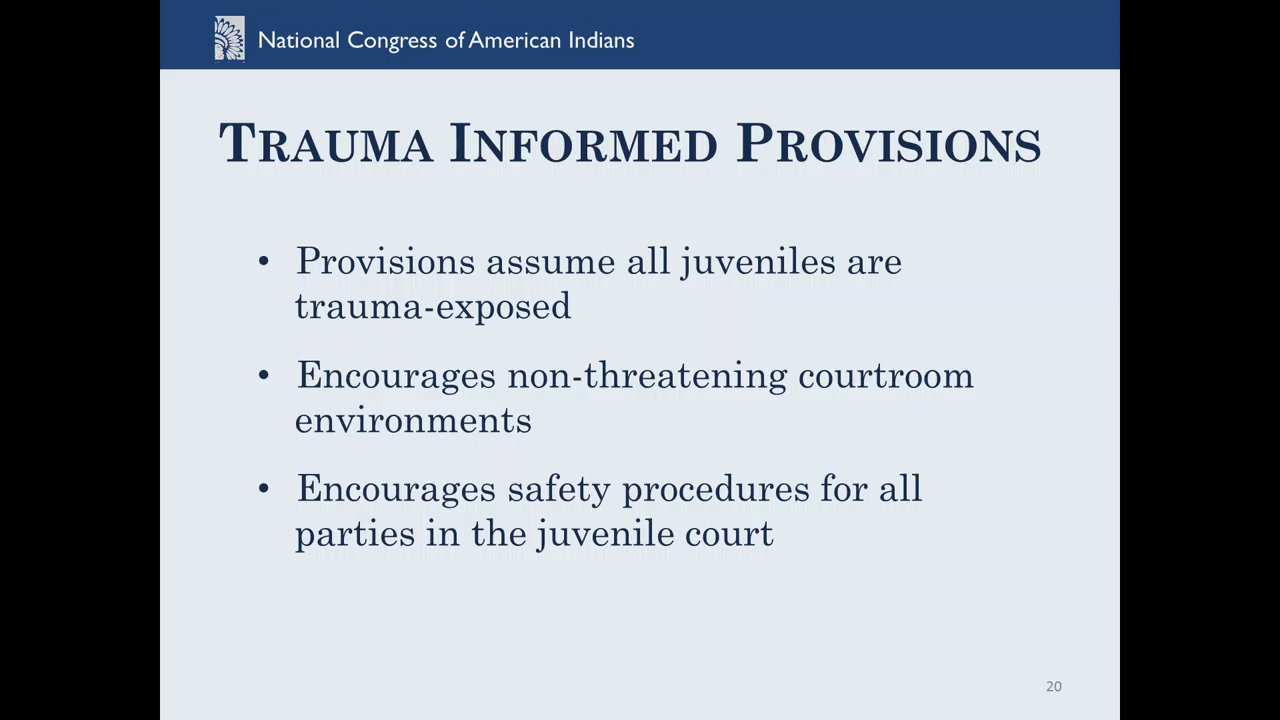 National Congress of American Indians
TRAUMA INFORMED PROVISIONS
• Provisions assume all juveniles are
trauma-exposed
• Encourages non-threatening courtroom
environments
• Encourages safety procedures for all
parties in the juvenile court
20